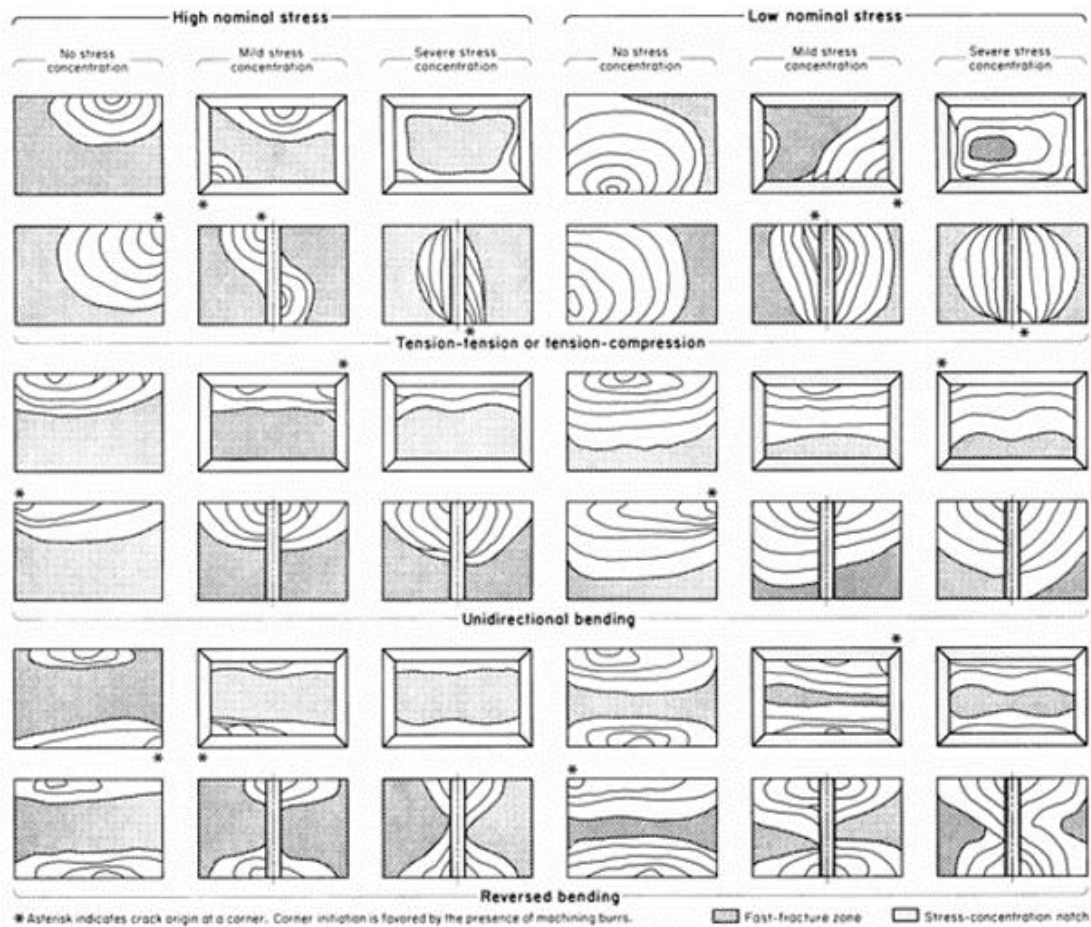 High nominal stress
Low nominal stress
No stress concentration
Mild stress concentration
Severe stress concentration
No stress concentration
Mild stress concentration
Severe stress concentration
*
*
*
*
*
*
*
Tension-tension or tension-compression
*
*
*
*
Unidirectional bending
*
*
*
*
Reversed bending
* Asterisk indicates crack origin at a corner. Corner initiation is favored by the presence of machining burrs.
Fast-fracture zone
Stress-concentration notch